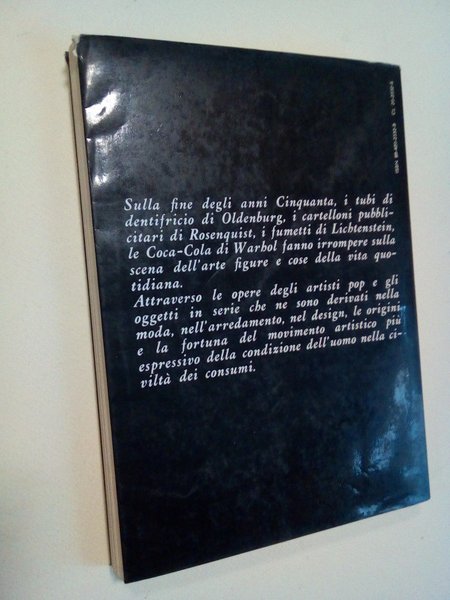 Sulla fine degli anni Cinquanta, i tubi di
dentifricio di Oldenburg, i cartelloni pubbli-
citari di Rosenquist, i fumetti di Lichtenstein,
le Coca-Cola di Warhol fanno irrompere sulla
scena dell'arte figure e cose della vita quo-
tidiana.
Attraverso le opere degli artisti pop e gli
oggetti in serie che ne sono derivati nella
moda, nell'arredamento, nel design, le origini
e la fortuna del movimento artistico più
espressivo della condizione dell'uomo nella ci-
viltà dei consumi.
ISBN